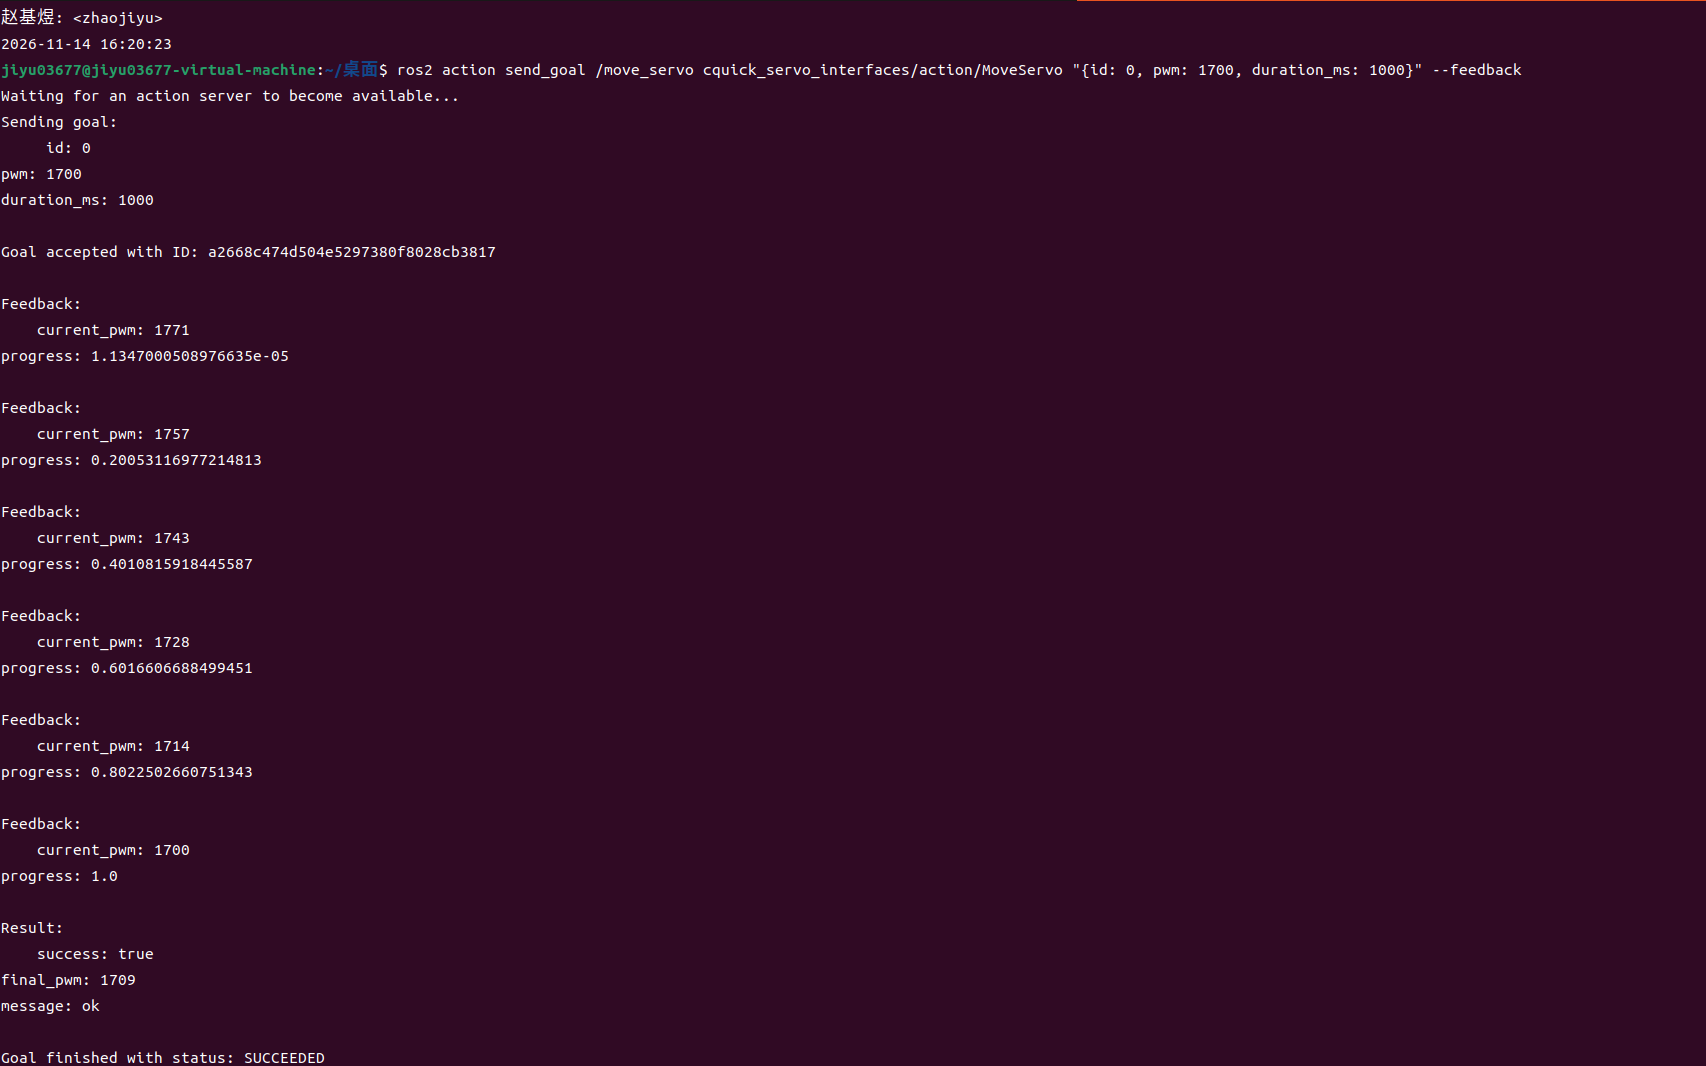 赵基煜: <zhaojiyu>
2026-11-14 16:20:23
jiyu03677@jiyu03677-virtual-machine:~/桌面$ ros2 action send_goal /move_servo cquick_servo_interfaces/action/MoveServo "{id: 0, pwm: 1700, duration_ms: 1000}" --feedback
Waiting for an action server to become available...
Sending goal:
     id: 0
pwm: 1700
duration_ms: 1000

Goal accepted with ID: a2668c474d504e5297380f8028cb3817

Feedback:
    current_pwm: 1771
progress: 1.1347000508976635e-05

Feedback:
    current_pwm: 1757
progress: 0.20053116977214813

Feedback:
    current_pwm: 1743
progress: 0.4010815918445587

Feedback:
    current_pwm: 1728
progress: 0.6016606688499451

Feedback:
    current_pwm: 1714
progress: 0.8022502660751343

Feedback:
    current_pwm: 1700
progress: 1.0

Result:
    success: true
final_pwm: 1709
message: ok

Goal finished with status: SUCCEEDED